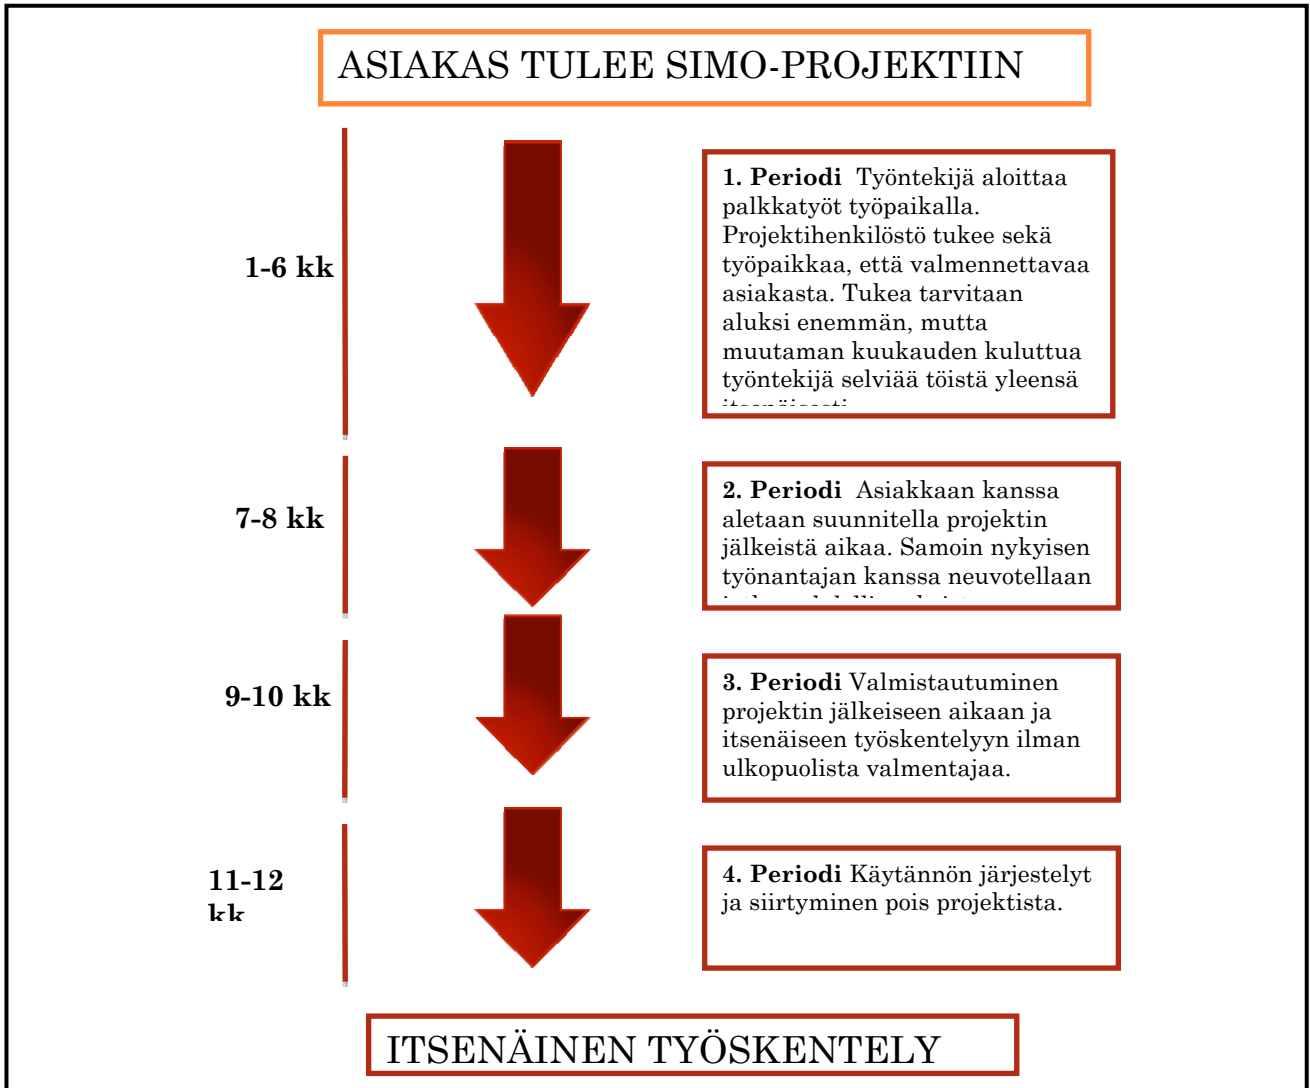 ASIAKAS TULEE SIMO-PROJEKTIIN
1-6 kk
1. Periodi Työntekijä aloittaa
palkkatyöt työpaikalla.
Projektihenkilöstö tukee sekä
työpaikkaa, että valmennettavaa
asiakasta. Tukea tarvitaan
aluksi enemmän, mutta
muutaman kuukauden kuluttua
työntekijä selviää töistä yleensä
itsenäisesti.
7-8 kk
2. Periodi Asiakkaan kanssa
aletaan suunnitella projektin
jälkeistä aikaa. Samoin nykyisen
työnantajan kanssa neuvotellaan
9-10 kk
3. Periodi Valmistautuminen
projektin jälkeiseen aikaan ja
itsenäiseen työskentelyyn ilman
ulkopuolista valmentajaa.
11-12
kk
4. Periodi Käytännön järjestelyt
ja siirtyminen pois projektista.
ITSENÄINEN TYÖSKENTELY